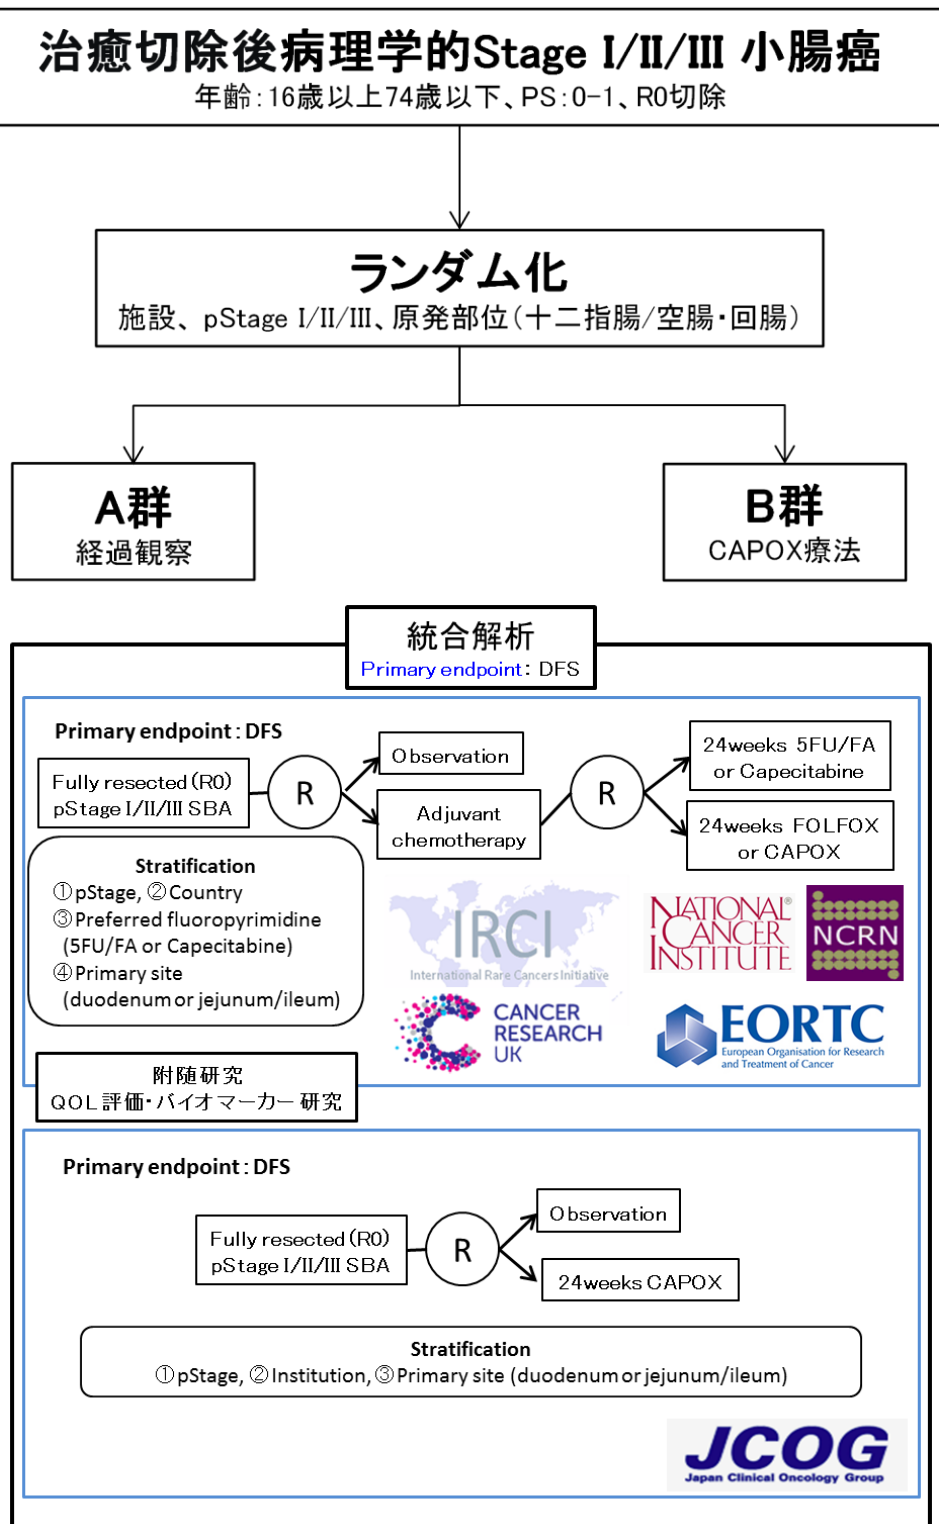 治癒切除後病理学的Stage I/II/III 小腸癌
年齢：16歳以上74歳以下、PS：0-1、R0切除
ランダム化
施設、pStage I/II/III、原発部位（十二指腸/空腸・回腸）
A群
経過観察
B群
CAPOX療法
統合解析
Primary endpoint： DFS
Primary endpoint : DFS
Fully resected (R0)
pStage I/II/III SBA
R
Observation
Adjuvant
chemotherapy
R
24weeks 5FU/FA
or Capecitabine
24weeks FOLFOX
or CAPOX
Stratification
①pStage, ②Country
③Preferred fluoropyrimidine
(5FU/FA or Capecitabine)
④Primary site
(duodenum or jejunum/ileum)
IRCI
International Rare Cancers Initiative
NATIONAL®
CANCER
INSTITUTE
NCRN
CANCER
RESEARCH
UK
EORTC
European Organisation for Research
and Treatment of Cancer
附随研究
QOL評価・バイオマーカー研究
Primary endpoint : DFS
Fully resected (R0)
pStage I/II/III SBA
R
Observation
24weeks CAPOX
Stratification
①pStage, ②Institution, ③Primary site (duodenum or jejunum/ileum)
JCOG
Japan Clinical Oncology Group